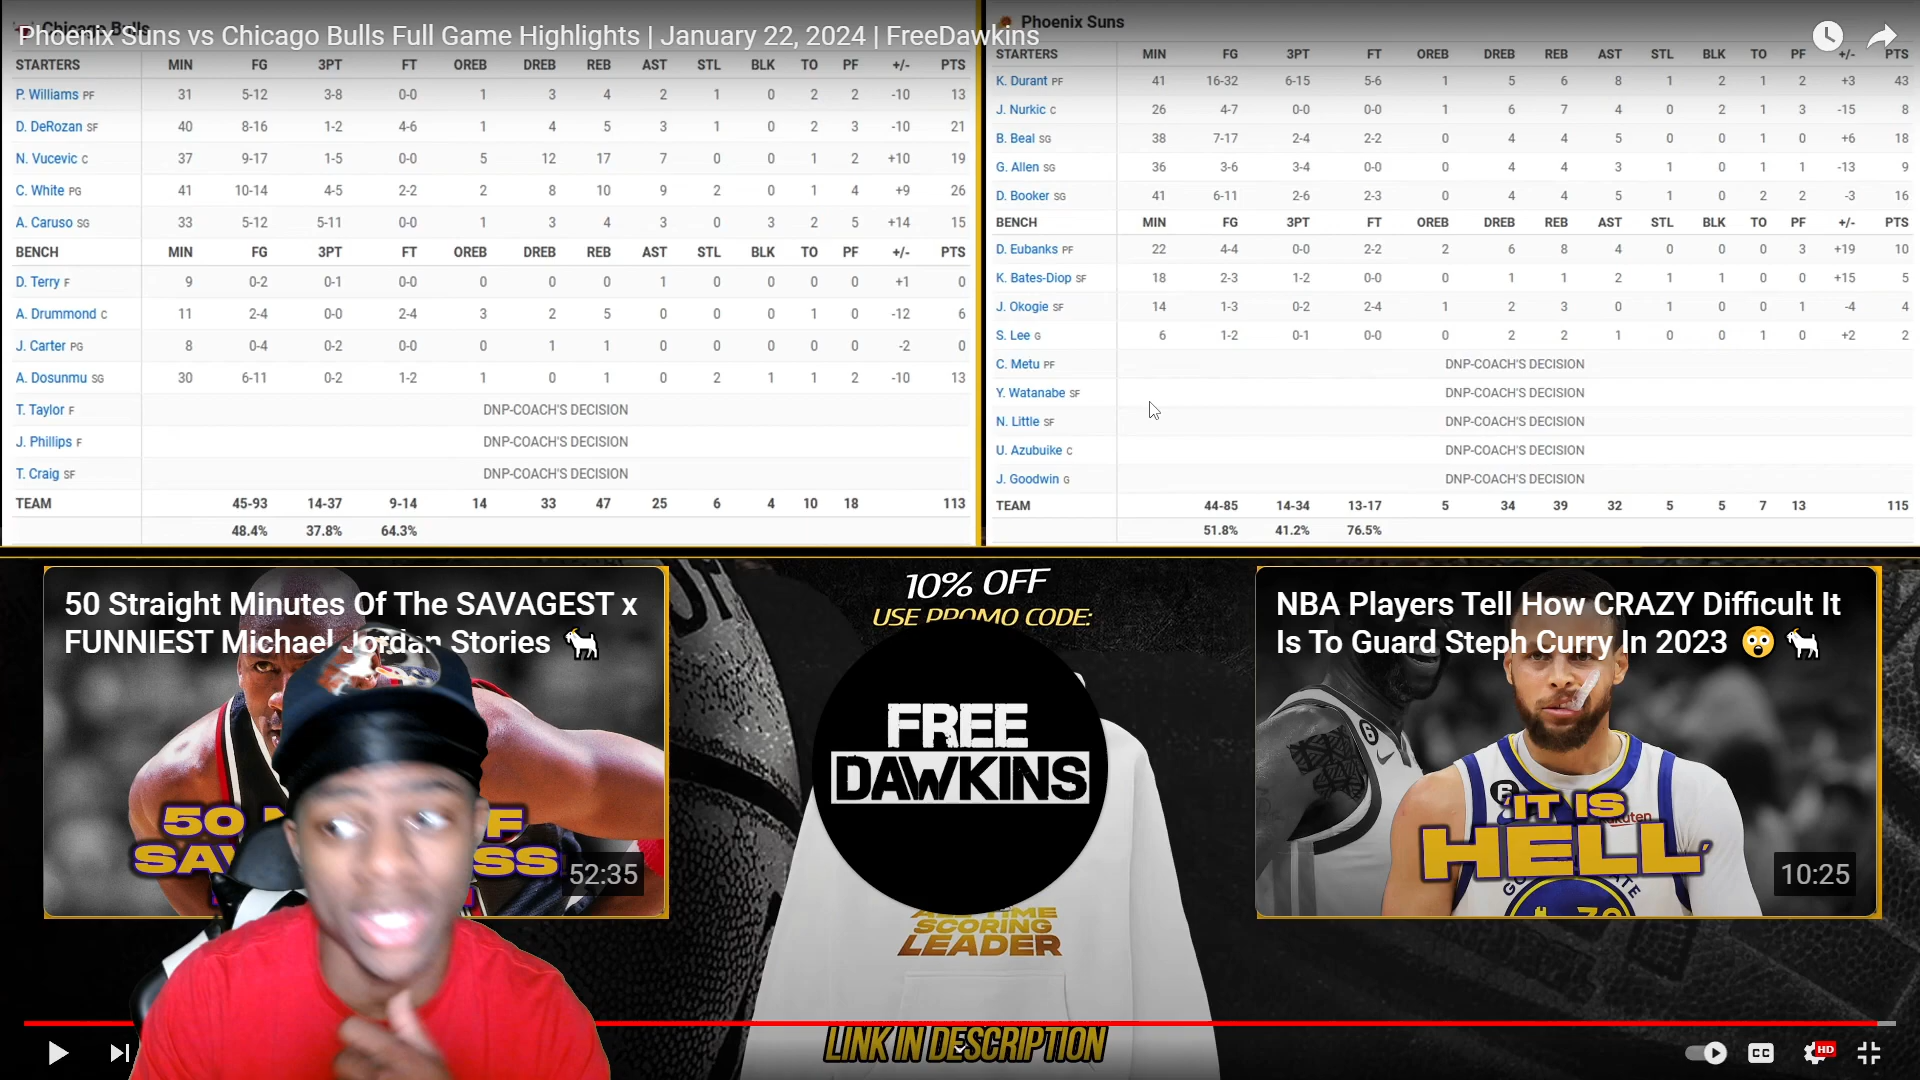 Chicago Bulls
Phoenix Suns vs Chicago Bulls Full Game Highlights | January 22, 2024 | FreeDawkins
STARTERS MIN FG 3PT FT OREB DREB REB AST STL BLK TO PF +/- PTS
P. Williams PF 31 5-12 3-8 0-0 1 3 4 2 1 0 2 2 -10 13
D. DeRozan SF 40 8-16 1-2 4-6 1 4 5 3 1 0 2 3 -10 21
N. Vucevic C 37 9-17 1-5 0-0 5 12 17 7 0 0 1 2 +10 19
C. White PG 41 10-14 4-5 2-2 2 8 10 9 2 0 1 4 +9 26
A. Caruso SG 33 5-12 5-11 0-0 1 3 4 3 0 3 2 5 +14 15
BENCH MIN FG 3PT FT OREB DREB REB AST STL BLK TO PF +/- PTS
D. Terry F 9 0-2 0-1 0-0 0 0 0 1 0 0 0 0 +1 0
A. Drummond C 11 2-4 0-0 2-4 3 2 5 0 0 0 1 0 -12 6
J. Carter PG 8 0-4 0-2 0-0 0 1 1 0 0 0 0 0 -2 0
A. Dosunmu SG 30 6-11 0-2 1-2 1 0 1 0 2 1 1 2 -10 13
T. Taylor F DNP-COACH'S DECISION
J. Phillips F DNP-COACH'S DECISION
T. Craig SF DNP-COACH'S DECISION
TEAM 45-93 14-37 9-14 14 33 47 25 6 4 10 18 113
48.4% 37.8% 64.3%
Phoenix Suns
STARTERS MIN FG 3PT FT OREB DREB REB AST STL BLK TO PF +/- PTS
K. Durant PF 41 16-32 6-15 5-6 1 5 6 8 1 2 1 2 +3 43
J. Nurkic C 26 4-7 0-0 0-0 1 6 7 4 0 2 1 3 -15 8
B. Beal SG 38 7-17 2-4 2-2 0 4 4 5 0 0 1 0 +6 18
G. Allen SG 36 3-6 3-4 0-0 0 4 4 3 1 0 1 1 -13 9
D. Booker SG 41 6-11 2-6 2-3 0 4 4 5 1 0 2 2 -3 16
BENCH MIN FG 3PT FT OREB DREB REB AST STL BLK TO PF +/- PTS
D. Eubanks PF 22 4-4 0-0 2-2 2 6 8 4 0 0 0 3 +19 10
K. Bates-Diop SF 18 2-3 1-2 0-0 0 1 1 2 1 1 0 0 +15 5
J. Okogie SF 14 1-3 0-2 2-4 1 2 3 0 1 0 0 1 -4 4
S. Lee G 6 1-2 0-1 0-0 0 2 2 1 0 0 1 0 +2 2
C. Metu PF DNP-COACH'S DECISION
Y. Watanabe SF DNP-COACH'S DECISION
N. Little SF DNP-COACH'S DECISION
U. Azubuike C DNP-COACH'S DECISION
J. Goodwin G DNP-COACH'S DECISION
TEAM 44-85 14-34 13-17 5 34 39 32 5 5 7 13 115
51.8% 41.2% 76.5%
50 Straight Minutes Of The SAVAGEST x
FUNNIEST Michael Jordan Stories 🐐
50
52:35
10% OFF
USE PROMO CODE:
FREE
DAWKINS
ALL TIME
SCORING
LEADER
LINK IN DESCRIPTION
NBA Players Tell How CRAZY Difficult It
Is To Guard Steph Curry In 2023 😲 🐐
6
Rakuten
'IT IS
HELL'
10:25
CC
HD